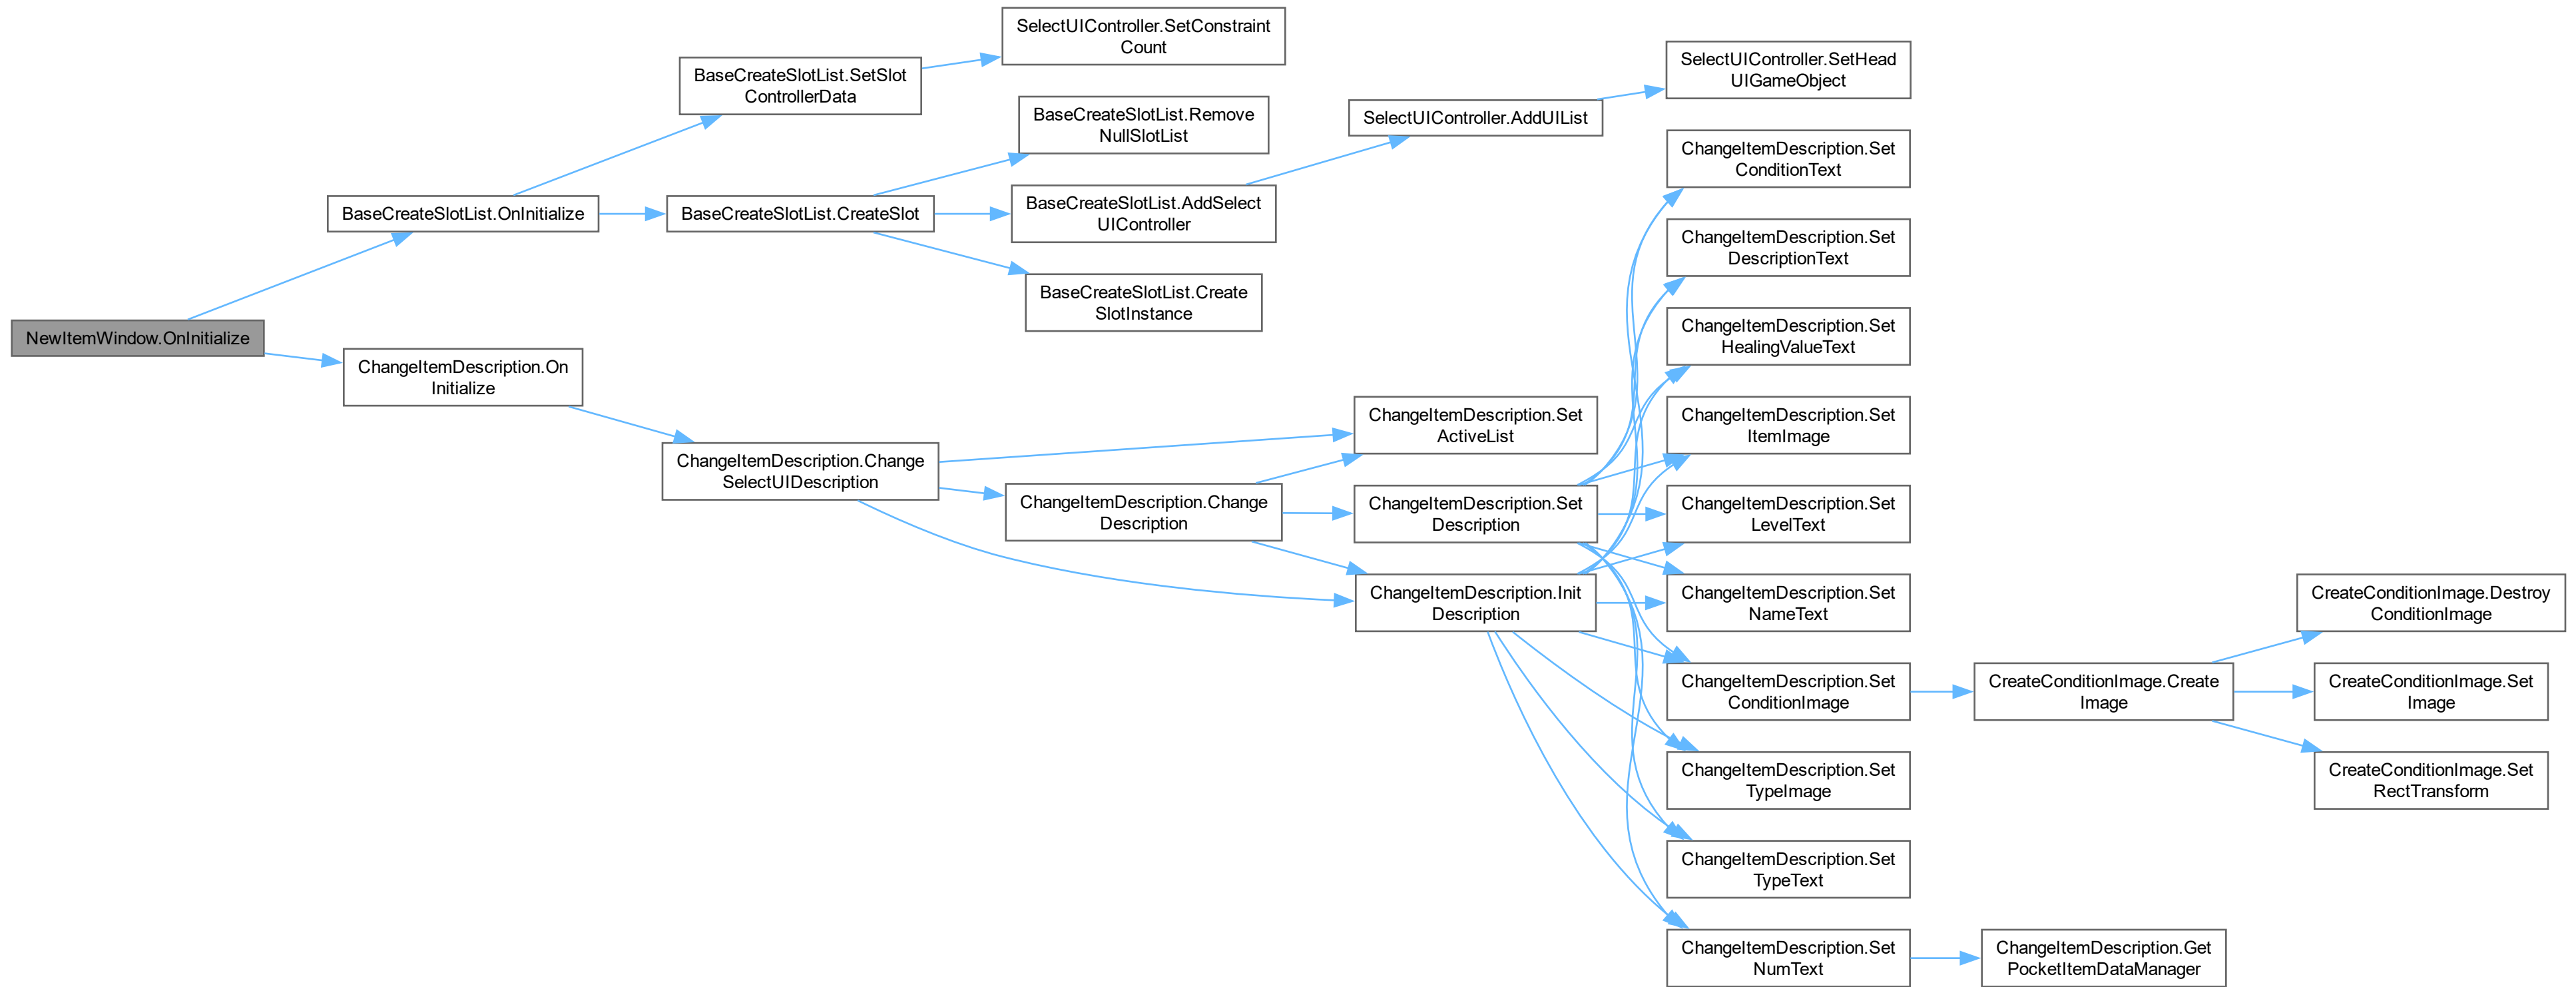 NewItemWindow.OnInitialize
BaseCreateSlotList.OnInitialize
BaseCreateSlotList.SetSlot
ControllerData
SelectUIController.SetConstraint
Count
BaseCreateSlotList.CreateSlot
BaseCreateSlotList.Remove
NullSlotList
BaseCreateSlotList.AddSelect
UIController
SelectUIController.AddUIList
SelectUIController.SetHead
UIGameObject
BaseCreateSlotList.Create
SlotInstance
ChangeItemDescription.On
Initialize
ChangeItemDescription.Change
SelectUIDescription
ChangeItemDescription.Set
ActiveList
ChangeItemDescription.Change
Description
ChangeItemDescription.Set
Description
ChangeItemDescription.Init
Description
ChangeItemDescription.Set
ConditionText
ChangeItemDescription.Set
DescriptionText
ChangeItemDescription.Set
HealingValueText
ChangeItemDescription.Set
ItemImage
ChangeItemDescription.Set
LevelText
ChangeItemDescription.Set
NameText
ChangeItemDescription.Set
ConditionImage
ChangeItemDescription.Set
TypeImage
ChangeItemDescription.Set
TypeText
ChangeItemDescription.Set
NumText
CreateConditionImage.Create
Image
CreateConditionImage.Destroy
ConditionImage
CreateConditionImage.Set
Image
CreateConditionImage.Set
RectTransform
ChangeItemDescription.Get
PocketItemDataManager